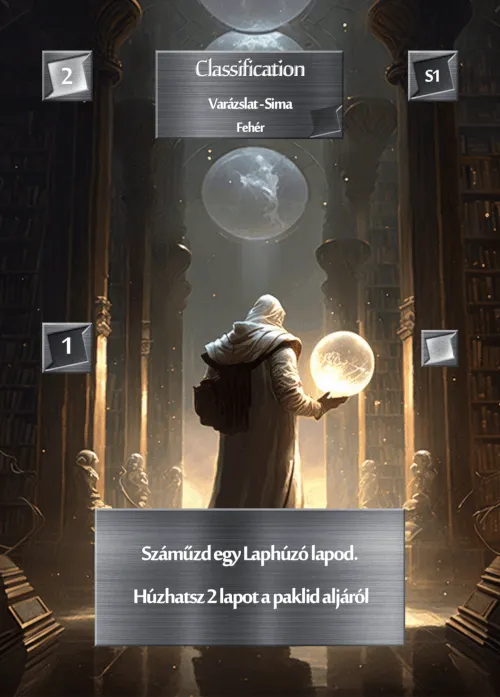 2
Classification
S1
Varázslat - Sima
Fehér
1
Száműzd egy Laphúzó lapod.
Húzhatsz 2 lapot a paklid aljáról